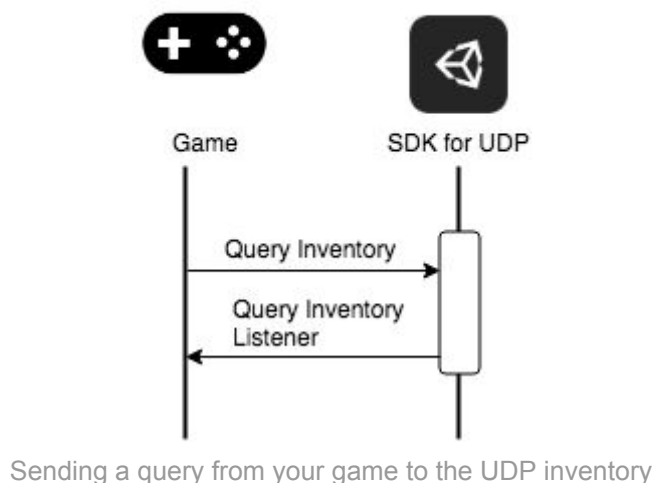 Game
SDK for UDP
Query Inventory
Query Inventory
Listener
Sending a query from your game to the UDP inventory